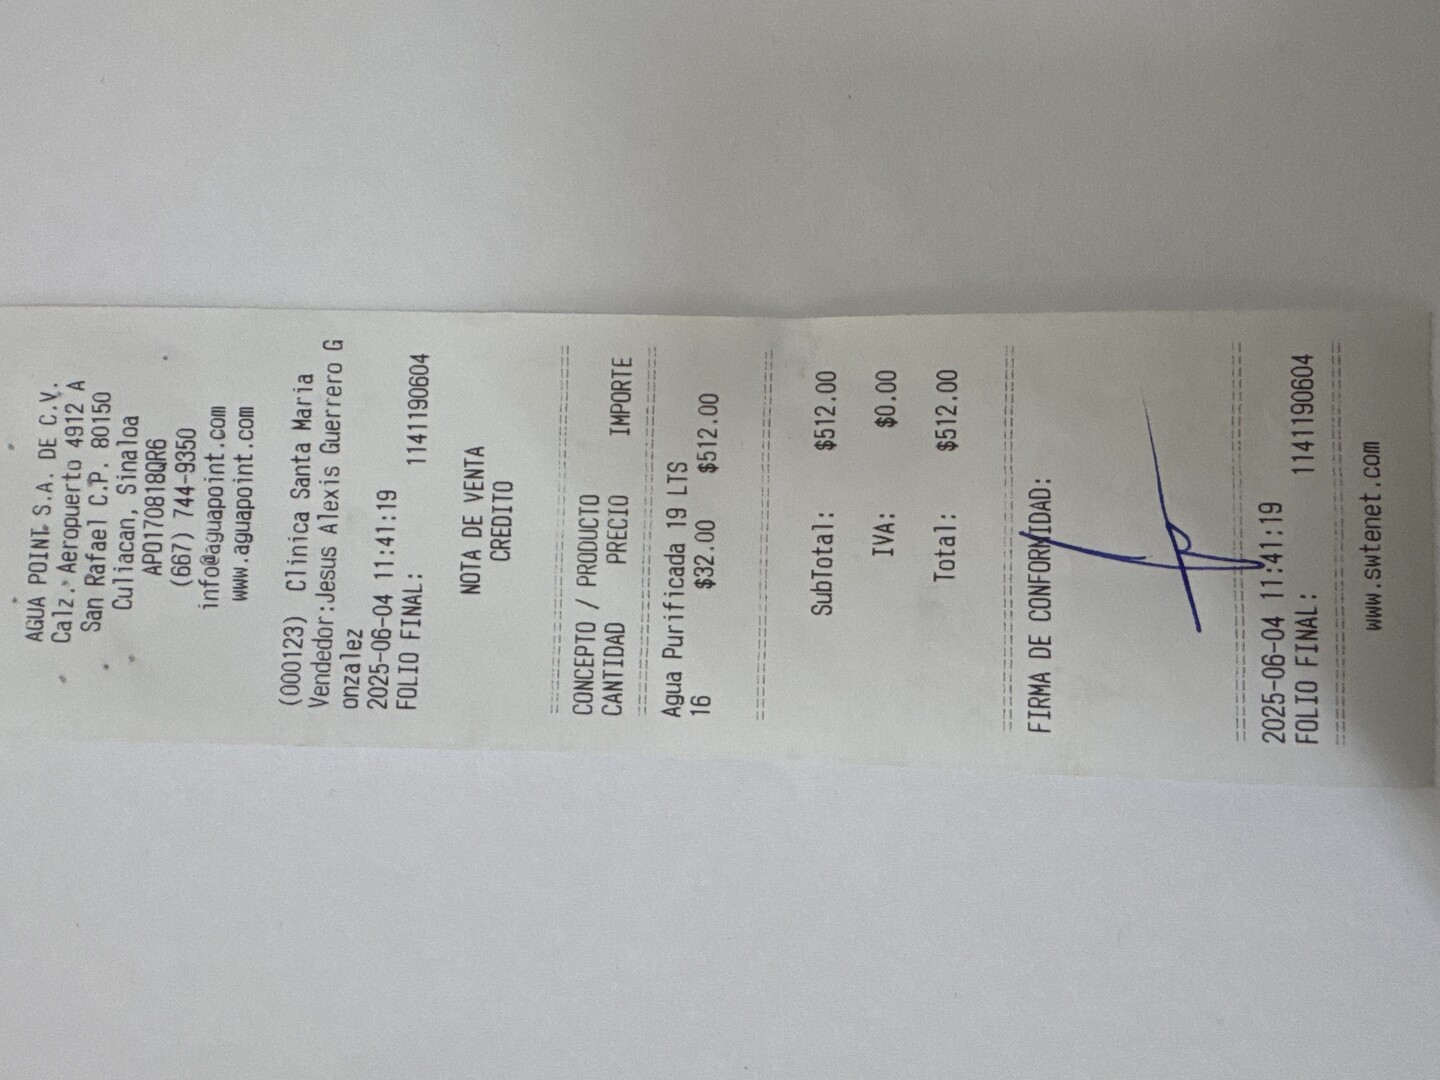 AGUA POINT S.A. DE C.V.
Calz. Aeropuerto 4912 A
San Rafael C.P. 80150
Culiacan, Sinaloa
APO170818QR6
(667) 744-9350
info@aguapoint.com
www.aguapoint.com
(000123) Clinica Santa Maria
Vendedor:Jesus Alexis Guerrero G
onzalez
2025-06-04 11:41:19
FOLIO FINAL: 1141190604
NOTA DE VENTA
CREDITO
CONCEPTO / PRODUCTO
CANTIDAD PRECIO IMPORTE
Agua Purificada 19 LTS
16 $32.00 $512.00
SubTotal: $512.00
IVA: $0.00
Total: $512.00
FIRMA DE CONFORMIDAD:
2025-06-04 11:41:19
FOLIO FINAL: 1141190604
www.swtenet.com